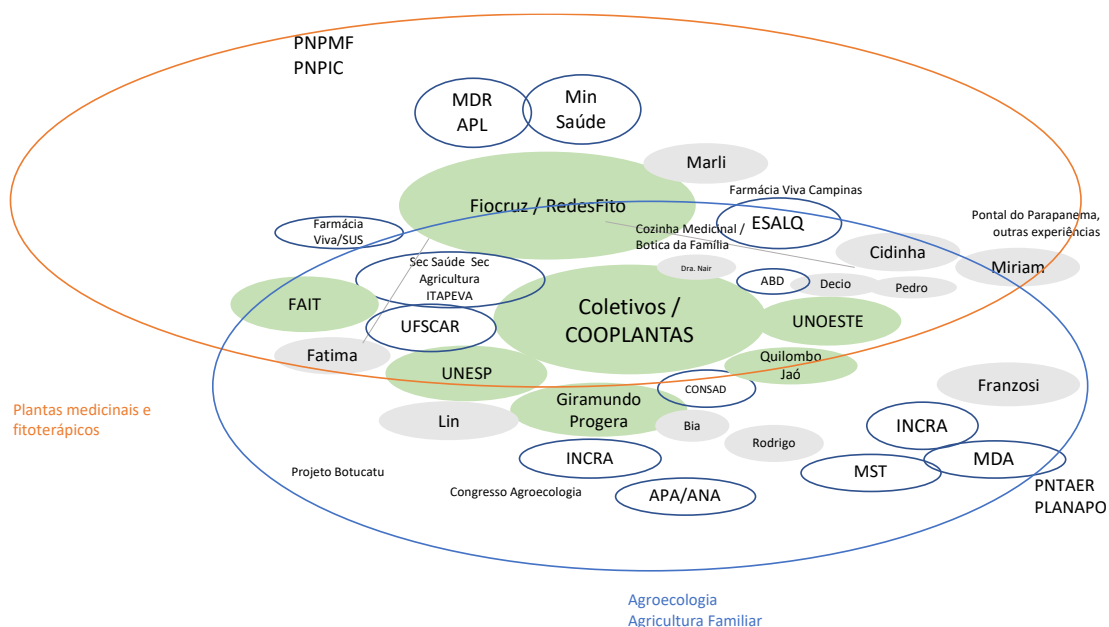 PNPMF
PNPIC
MDR
APL
Min
Saúde
Marli
Farmácia Viva Campinas
Fiocruz / RedesFito
ESALQ
Pontal do Parapanema,
outras experiências
Farmácia
Viva/SUS
Cozinha Medicinal /
Botica da Família
Cidinha
Miriam
Sec Saúde  Sec
Agricultura
ITAPEVA
Dra. Nair
ABD
Decio
Pedro
FAIT
Coletivos /
COOPLANTAS
UFSCAR
UNOESTE
Fatima
UNESP
Quilombo
Jaó
CONSAD
Franzosi
Plantas medicinais e
fitoterápicos
Lin
Giramundo
Progera
Bia
INCRA
Rodrigo
INCRA
MDA
MST
Projeto Botucatu
Congresso Agroecologia
APA/ANA
PNTAER
PLANAPO
Agroecologia
Agricultura Familiar